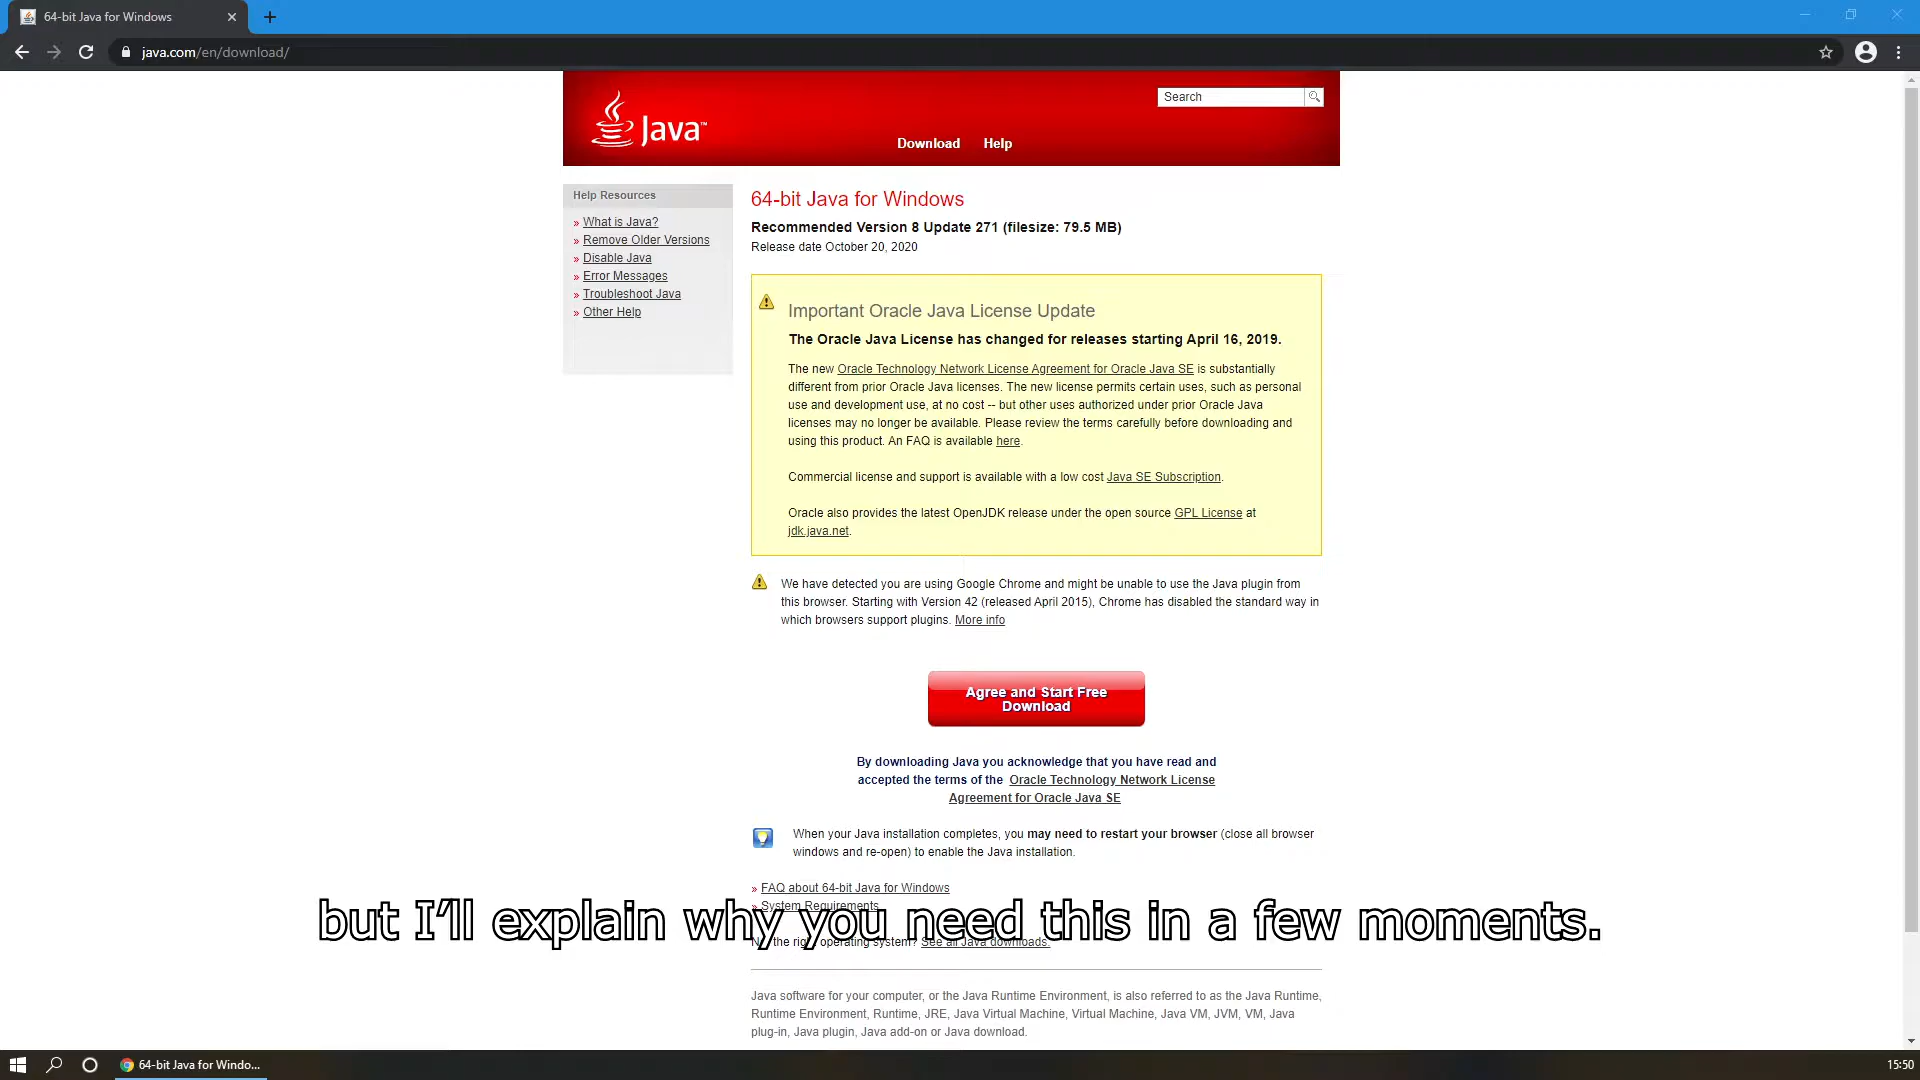 64-bit Java for Windows
java.com/en/download/
Java™
Search
Download Help
Help Resources
» What is Java?
» Remove Older Versions
» Disable Java
» Error Messages
» Troubleshoot Java
» Other Help
64-bit Java for Windows
Recommended Version 8 Update 271 (filesize: 79.5 MB)
Release date October 20, 2020
Important Oracle Java License Update
The Oracle Java License has changed for releases starting April 16, 2019.
The new Oracle Technology Network License Agreement for Oracle Java SE is substantially
different from prior Oracle Java licenses. The new license permits certain uses, such as personal
use and development use, at no cost -- but other uses authorized under prior Oracle Java
licenses may no longer be available. Please review the terms carefully before downloading and
using this product. An FAQ is available here.
Commercial license and support is available with a low cost Java SE Subscription.
Oracle also provides the latest OpenJDK release under the open source GPL License at
jdk.java.net.
We have detected you are using Google Chrome and might be unable to use the Java plugin from
this browser. Starting with Version 42 (released April 2015), Chrome has disabled the standard way in
which browsers support plugins. More info
Agree and Start Free
Download
By downloading Java you acknowledge that you have read and
accepted the terms of the Oracle Technology Network License
Agreement for Oracle Java SE
When your Java installation completes, you may need to restart your browser (close all browser
windows and re-open) to enable the Java installation.
» FAQ about 64-bit Java for Windows
» System Requirements
but I'll explain why you need this in a few moments.
the right operating system? See all Java downloads.
Java software for your computer, or the Java Runtime Environment, is also referred to as the Java Runtime,
Runtime Environment, Runtime, JRE, Java Virtual Machine, Virtual Machine, Java VM, JVM, VM, Java
plug-in, Java plugin, Java add-on or Java download.
64-bit Java for Windo...
15:50